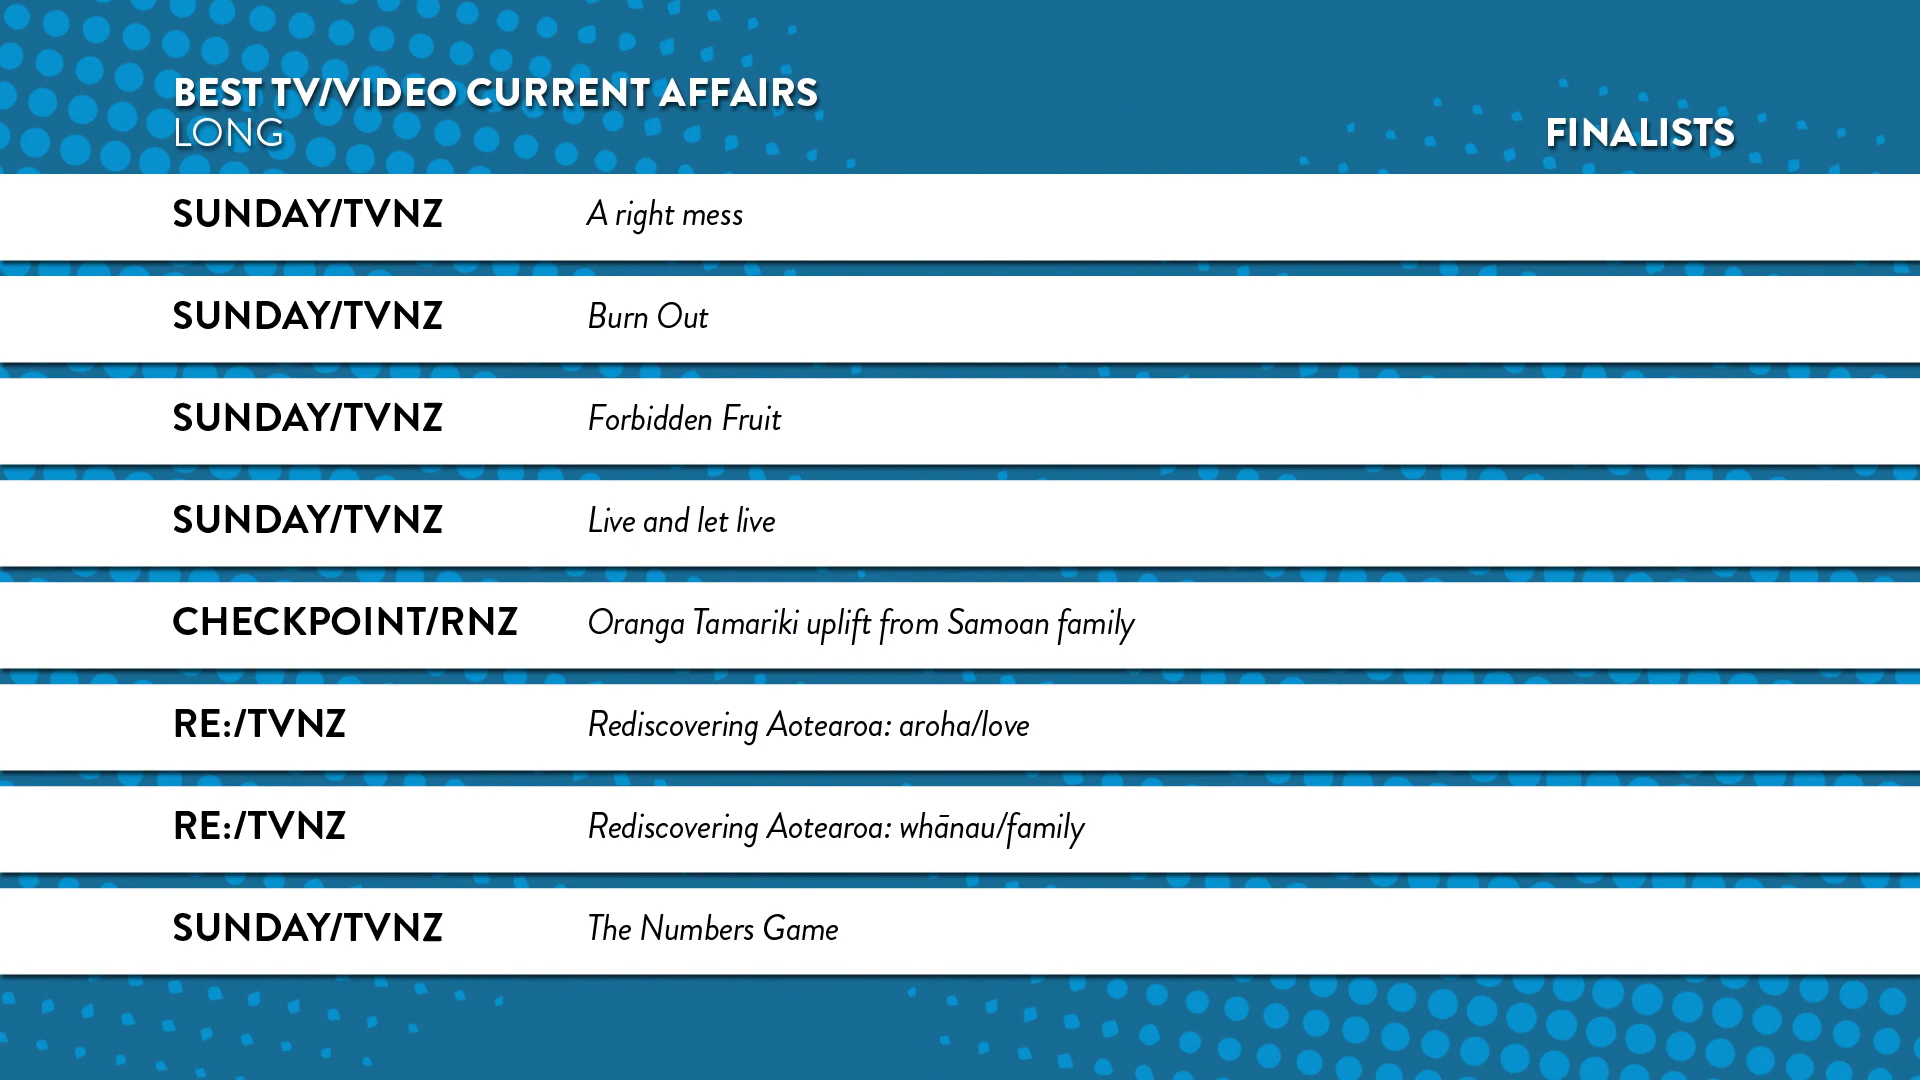 BEST TV/VIDEO CURRENT AFFAIRS
LONG
FINALISTS
SUNDAY/TVNZ A right mess
SUNDAY/TVNZ Burn Out
SUNDAY/TVNZ Forbidden Fruit
SUNDAY/TVNZ Live and let live
CHECKPOINT/RNZ Oranga Tamariki uplift from Samoan family
RE:/TVNZ Rediscovering Aotearoa: aroha/love
RE:/TVNZ Rediscovering Aotearoa: whānau/family
SUNDAY/TVNZ The Numbers Game